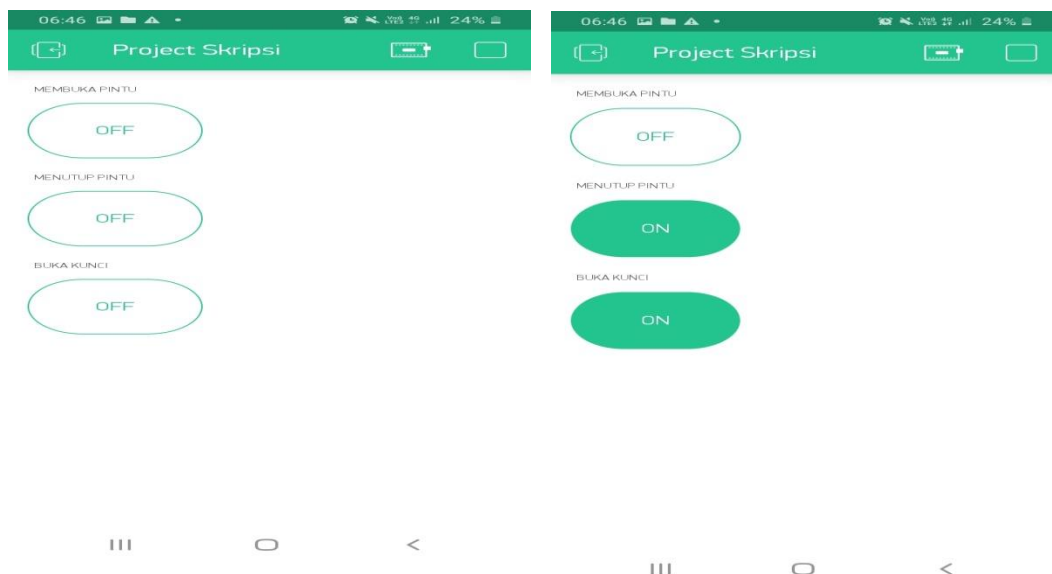 06:46 24%
Project Skripsi
MEMBUKA PINTU
OFF
MENUTUP PINTU
OFF
BUKA KUNCI
OFF
06:46 24%
Project Skripsi
MEMBUKA PINTU
OFF
MENUTUP PINTU
ON
BUKA KUNCI
ON